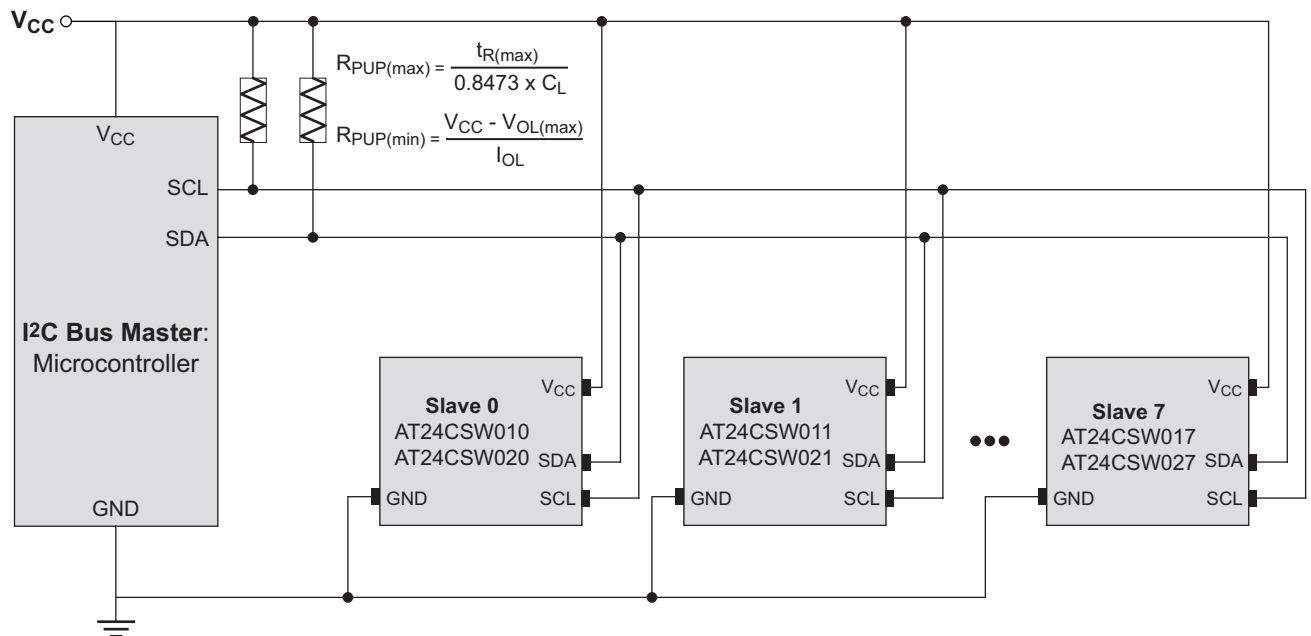 VCC
RPUP(max) = tR(max)
0.8473 x CL
RPUP(min) = VCC - VOL(max)
IOL
VCC
SCL
SDA
I2C Bus Master:
Microcontroller
GND
VCC
Slave 0
AT24CSW010
AT24CSW020
SDA
GND
SCL
VCC
Slave 1
AT24CSW011
AT24CSW021
SDA
GND
SCL
VCC
Slave 7
AT24CSW017
AT24CSW027
SDA
GND
SCL